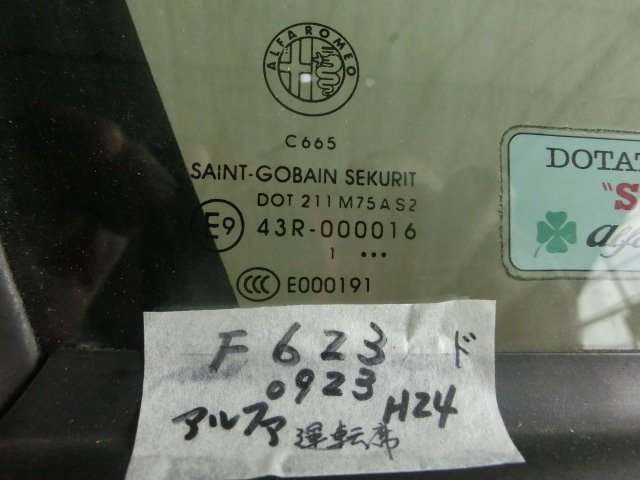 ALFA ROMEO
C665
SAINT-GOBAIN SEKURIT
DOT 211 M75 AS2
E9 43R-000016
1 ...
CCC E000191
DOTAT
"S
alf
F623 ド
0923
アルファ 運転席 H24